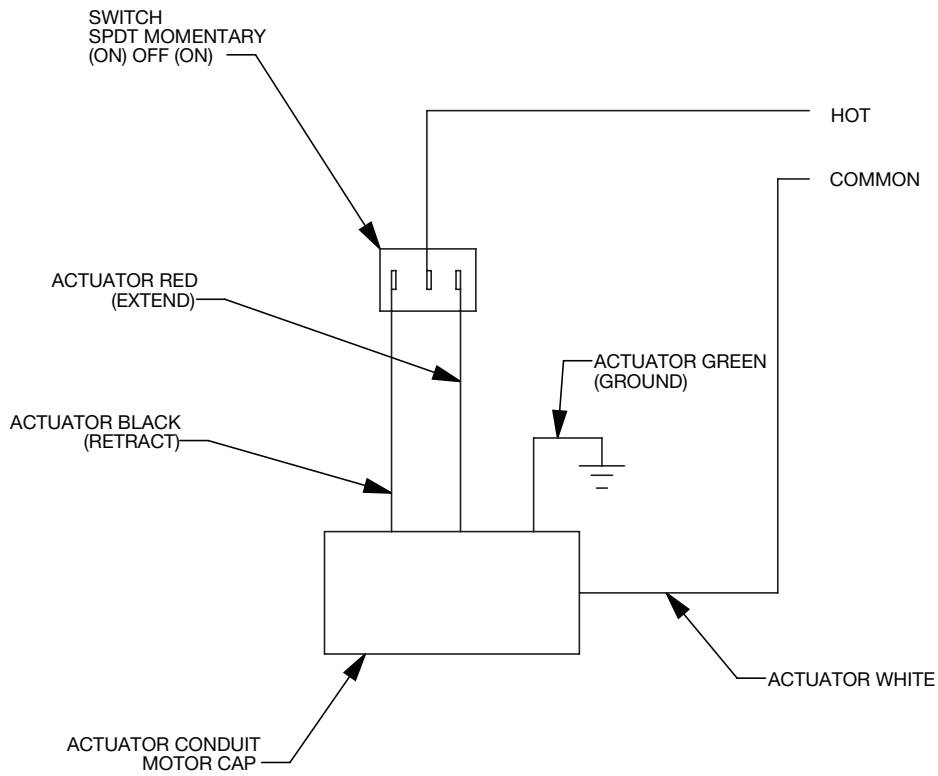 SWITCH
SPDT MOMENTARY
(ON) OFF (ON)
HOT
COMMON
ACTUATOR RED
(EXTEND)
ACTUATOR GREEN
(GROUND)
ACTUATOR BLACK
(RETRACT)
ACTUATOR WHITE
ACTUATOR CONDUIT
MOTOR CAP